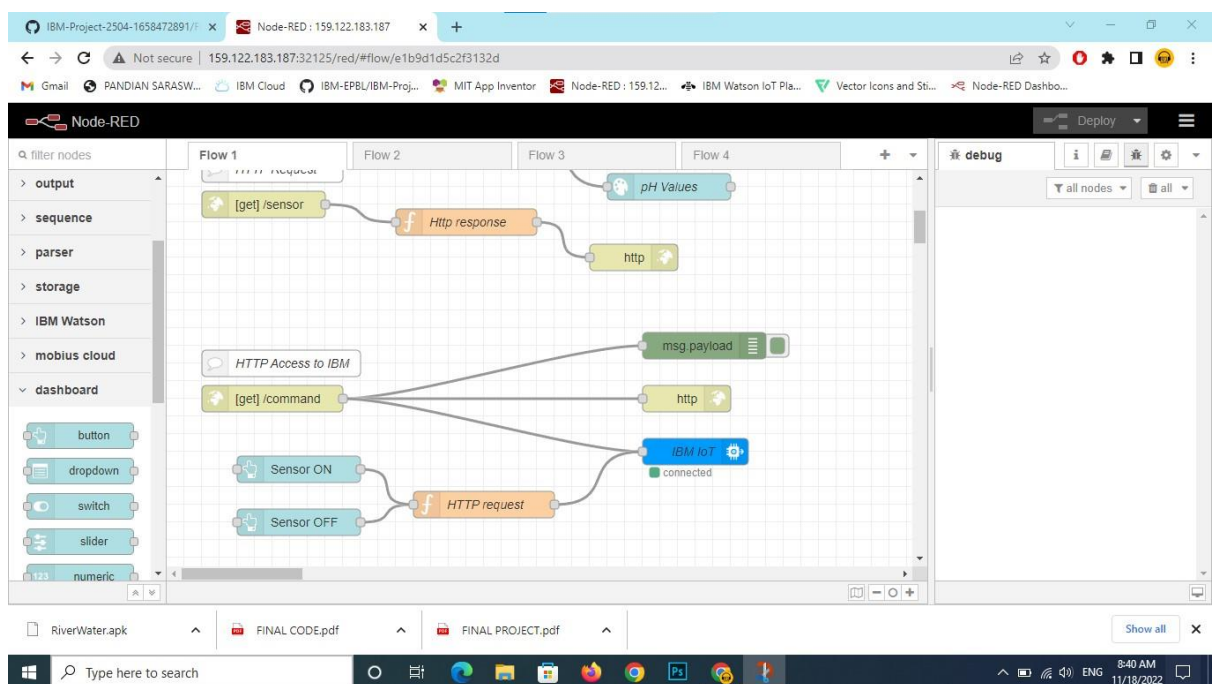 IBM-Project-2504-1658472891/F
Node-RED : 159.122.183.187
Not secure | 159.122.183.187:32125/red/#flow/e1b9d1d5c2f3132d
Gmail PANDIAN SARASW... IBM Cloud IBM-EPBL/IBM-Proj... MIT App Inventor Node-RED : 159.12... IBM Watson IoT Pla... Vector Icons and Sti... Node-RED Dashbo...
Node-RED
Deploy
filter nodes
Flow 1 Flow 2 Flow 3 Flow 4
debug
all nodes
all
output
sequence
parser
storage
IBM Watson
mobius cloud
dashboard
button
dropdown
switch
slider
123 numeric
HTTP Request
pH Values
[get] /sensor
Http response
http
msg.payload
HTTP Access to IBM
[get] /command
http
IBM IoT
connected
Sensor ON
HTTP request
Sensor OFF
RiverWater.apk
FINAL CODE.pdf
FINAL PROJECT.pdf
Show all
Type here to search
Ps
ENG
8:40 AM
11/18/2022